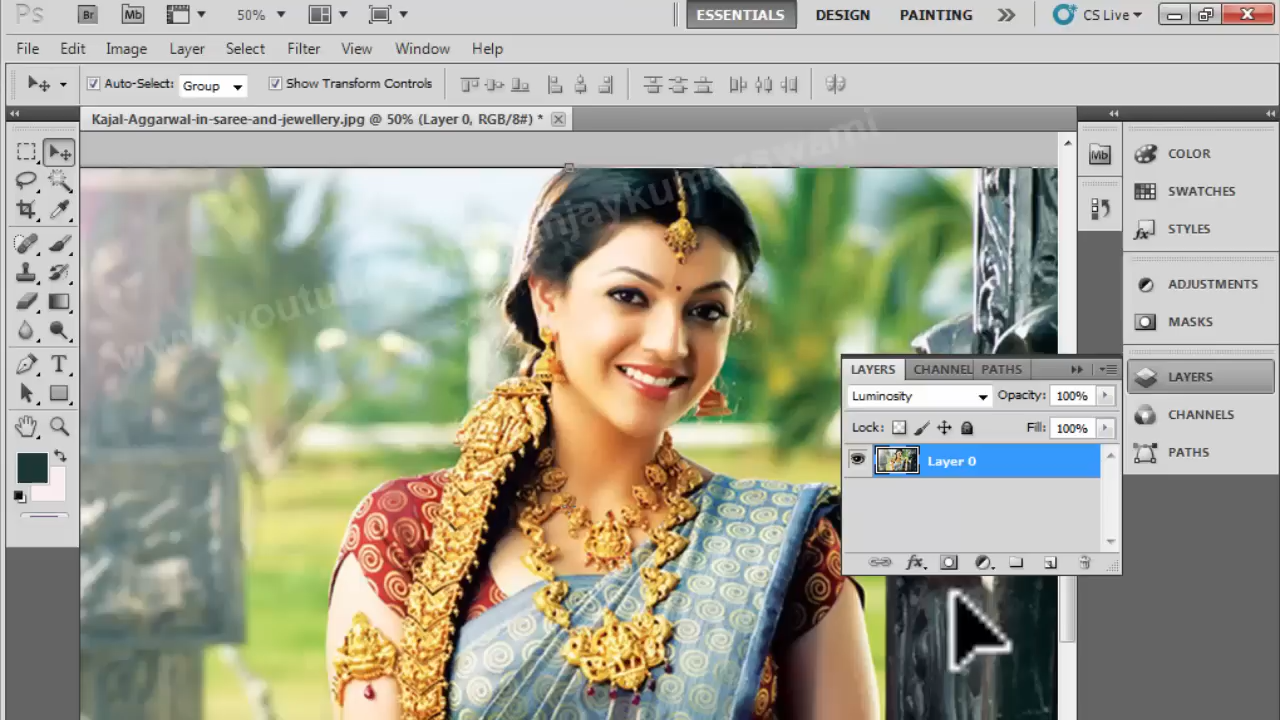 Ps Br Mb 50% ESSENTIALS DESIGN PAINTING CS Live
File Edit Image Layer Select Filter View Window Help
Auto-Select: Group Show Transform Controls
Kajal-Aggarwal-in-saree-and-jewellery.jpg @ 50% (Layer 0, RGB/8#) *
Mb
COLOR
SWATCHES
STYLES
ADJUSTMENTS
MASKS
LAYERS
CHANNELS
PATHS
LAYERS CHANNEL PATHS
Luminosity Opacity: 100%
Lock: Fill: 100%
Layer 0
fx
T